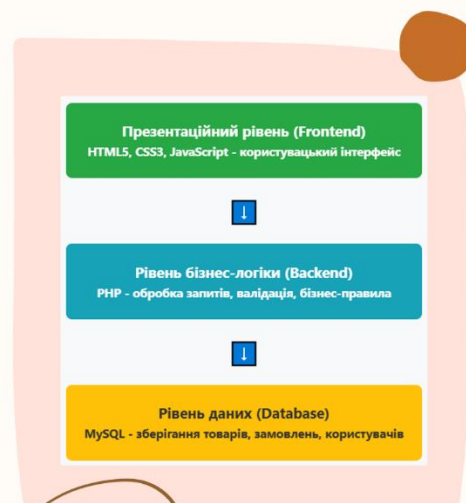 Презентаційний рівень (Frontend)
HTML5, CSS3, JavaScript - користувацький інтерфейс
↓
Рівень бізнес-логіки (Backend)
PHP - обробка запитів, валідація, бізнес-правила
↓
Рівень даних (Database)
MySQL - зберігання товарів, замовлень, користувачів